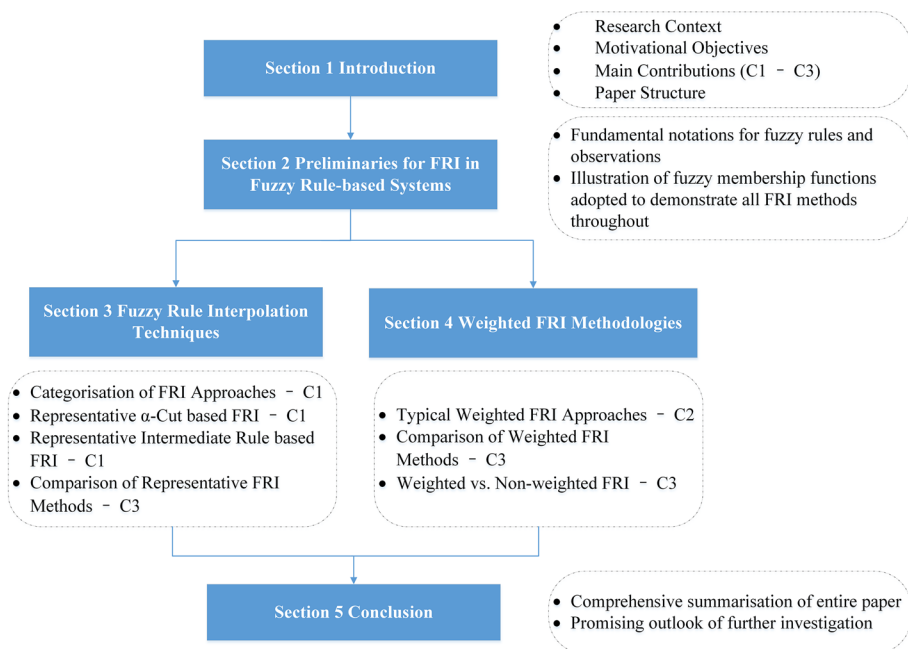 Section 1 Introduction
● Research Context
● Motivational Objectives
● Main Contributions (C1 – C3)
● Paper Structure
Section 2 Preliminaries for FRI in
Fuzzy Rule-based Systems
● Fundamental notations for fuzzy rules and
observations
● Illustration of fuzzy membership functions
adopted to demonstrate all FRI methods
throughout
Section 3 Fuzzy Rule Interpolation
Techniques
● Categorisation of FRI Approaches – C1
● Representative α-Cut based FRI – C1
● Representative Intermediate Rule based
FRI – C1
● Comparison of Representative FRI
Methods – C3
Section 4 Weighted FRI Methodologies
● Typical Weighted FRI Approaches – C2
● Comparison of Weighted FRI
Methods – C3
● Weighted vs. Non-weighted FRI – C3
Section 5 Conclusion
● Comprehensive summarisation of entire paper
● Promising outlook of further investigation